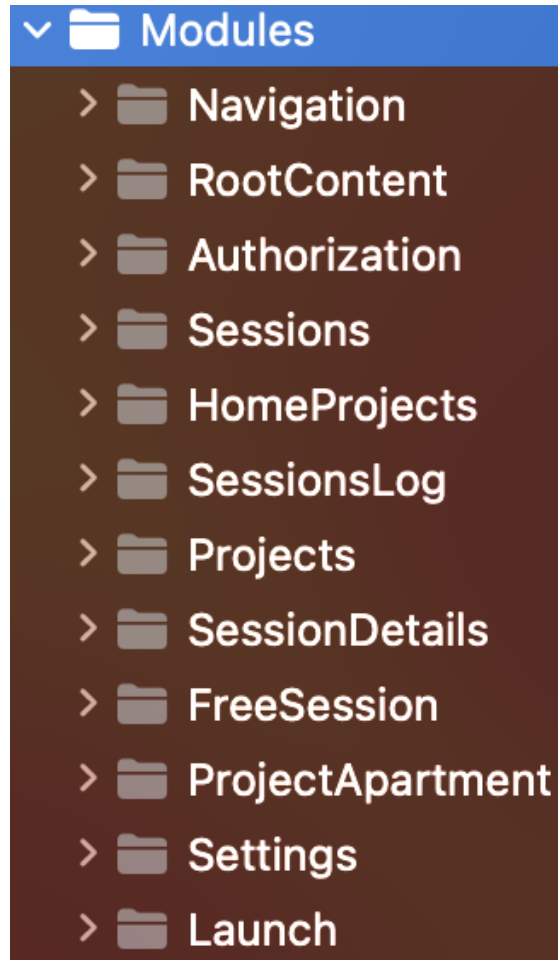 Modules
Navigation
RootContent
Authorization
Sessions
HomeProjects
SessionsLog
Projects
SessionDetails
FreeSession
ProjectApartment
Settings
Launch